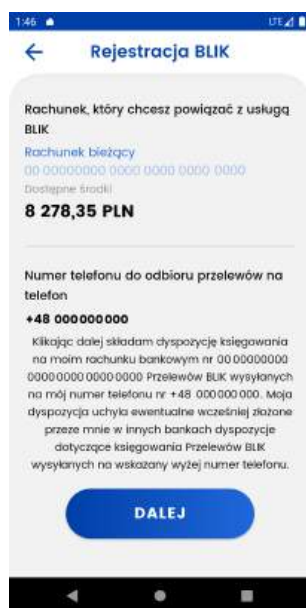 1:46 LTE
Rejestracja BLIK
Rachunek, który chcesz powiązać z usługą
BLIK
Rachunek bieżący
00 00000000 0000 0000 0000 0000
Dostępne środki
8 278,35 PLN
Numer telefonu do odbioru przelewów na
telefon
+48 000000000
Klikając dalej składam dyspozycję księgowania
na moim rachunku bankowym nr 00 00000000
0000 0000 0000 0000 Przelewów BLIK wysyłanych
na mój numer telefonu nr +48 000 000 000. Moja
dyspozycja uchyla ewentualne wcześniej złożone
przeze mnie w innych bankach dyspozycje
dotyczące księgowania Przelewów BLIK
wysyłanych na wskazany wyżej numer telefonu.
DALEJ